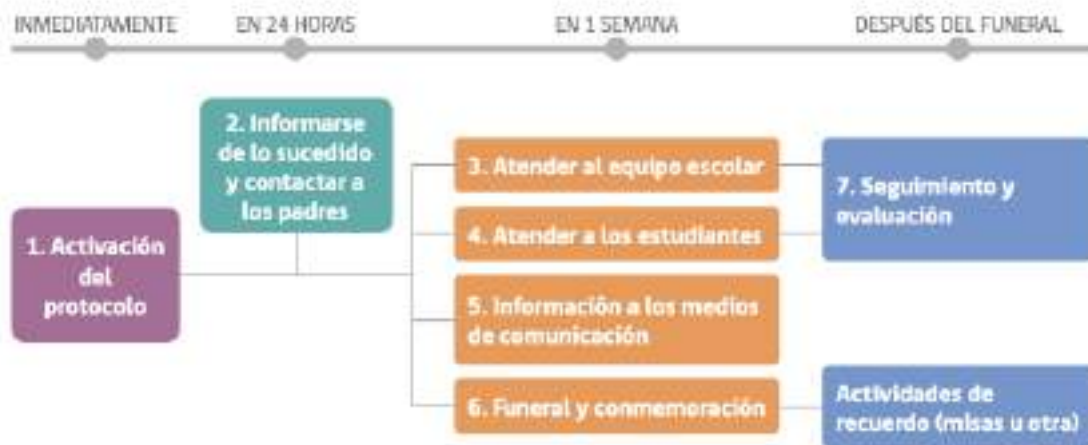 INMEDIATAMENTE
EN 24 HORAS
EN 1 SEMANA
DESPUÉS DEL FUNERAL
1. Activación
del
protocolo
2. Informarse
de lo sucedido
y contactar a
los padres
3. Atender al equipo escolar
4. Atender a los estudiantes
5. Información a los medios
de comunicación
6. Funeral y conmemoración
7. Seguimiento y
evaluación
Actividades de
recuerdo (misas u otra)